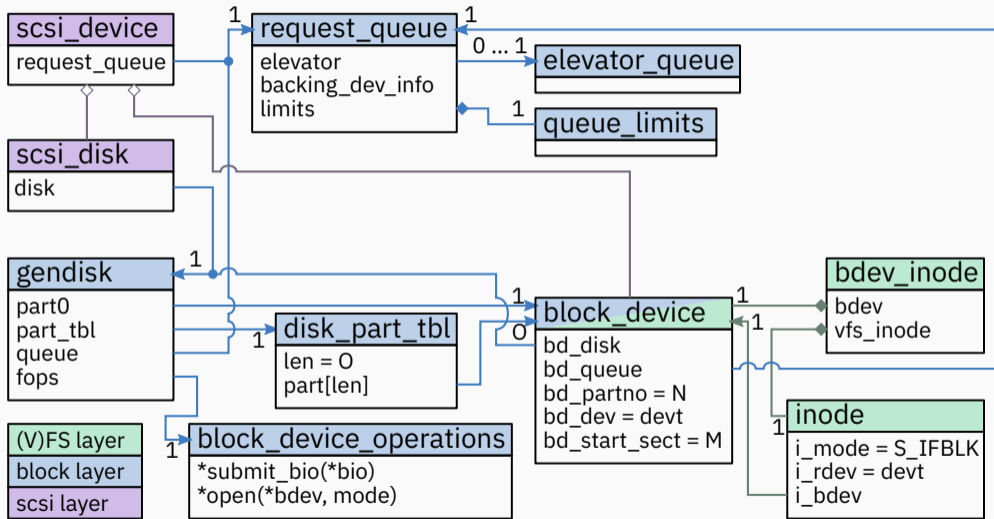 scsi_device
request_queue
1
request_queue
1
elevator
backing_dev_info
limits
0 ... 1
elevator_queue
1
queue_limits
scsi_disk
disk
gendisk
1
part0
part_tbl
queue
fops
1
disk_part_tbl
len = O
part[len]
1
O
block_device
bd_disk
bd_queue
bd_partno = N
bd_dev = devt
bd_start_sect = M
1
1
bdev_inode
bdev
vfs_inode
1
inode
i_mode = S_IFBLK
i_rdev = devt
i_bdev
1
block_device_operations
*submit_bio(*bio)
*open(*bdev, mode)
(V)FS layer
block layer
scsi layer